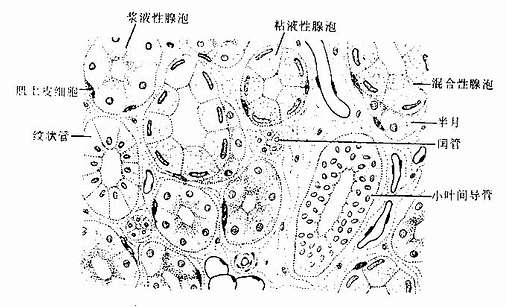 浆液性腺泡
粘液性腺泡
肌上皮细胞
混合性腺泡
半月
纹状管
闰管
小叶间导管